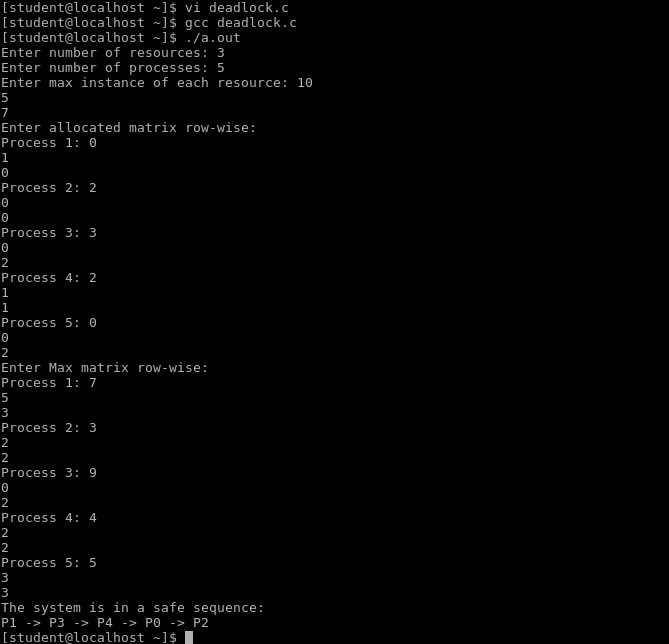 [student@localhost ~]$ vi deadlock.c
[student@localhost ~]$ gcc deadlock.c
[student@localhost ~]$ ./a.out
Enter number of resources: 3
Enter number of processes: 5
Enter max instance of each resource: 10
5
7
Enter allocated matrix row-wise:
Process 1: 0
1
0
Process 2: 2
0
0
Process 3: 3
0
2
Process 4: 2
1
1
Process 5: 0
0
2
Enter Max matrix row-wise:
Process 1: 7
5
3
Process 2: 3
2
2
Process 3: 9
0
2
Process 4: 4
2
2
Process 5: 5
3
3
The system is in a safe sequence:
P1 -> P3 -> P4 -> P0 -> P2
[student@localhost ~]$